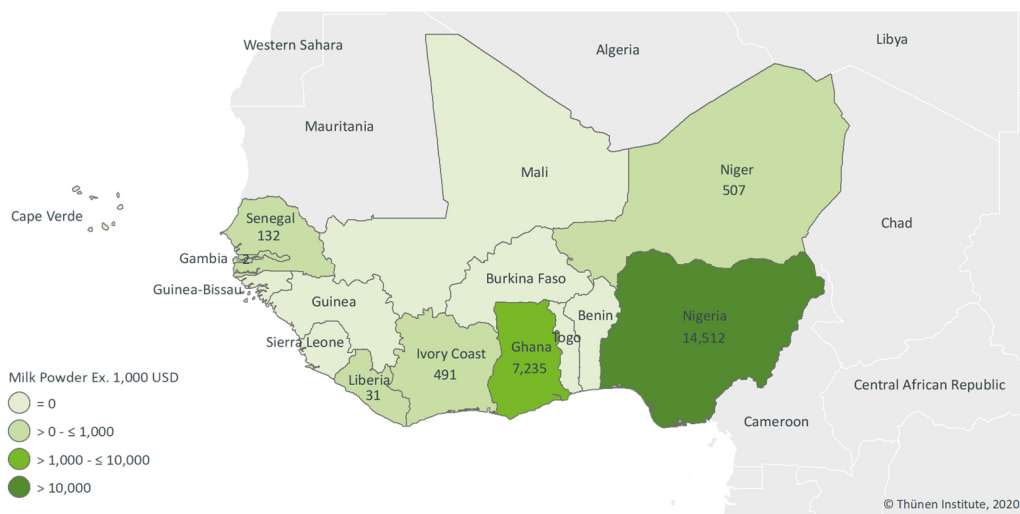 Western Sahara
Algeria
Libya
Mauritania
Mali
Niger
507
Cape Verde
Senegal
132
Chad
Gambia
2
Guinea-Bissau
Guinea
Burkina Faso
Benin
Togo
Nigeria
14,512
Sierra Leone
Ivory Coast
491
Ghana
7,235
Liberia
31
Central African Republic
Cameroon
Milk Powder Ex. 1,000 USD
= 0
> 0 - ≤ 1,000
> 1,000 - ≤ 10,000
> 10,000
© Thünen Institute, 2020